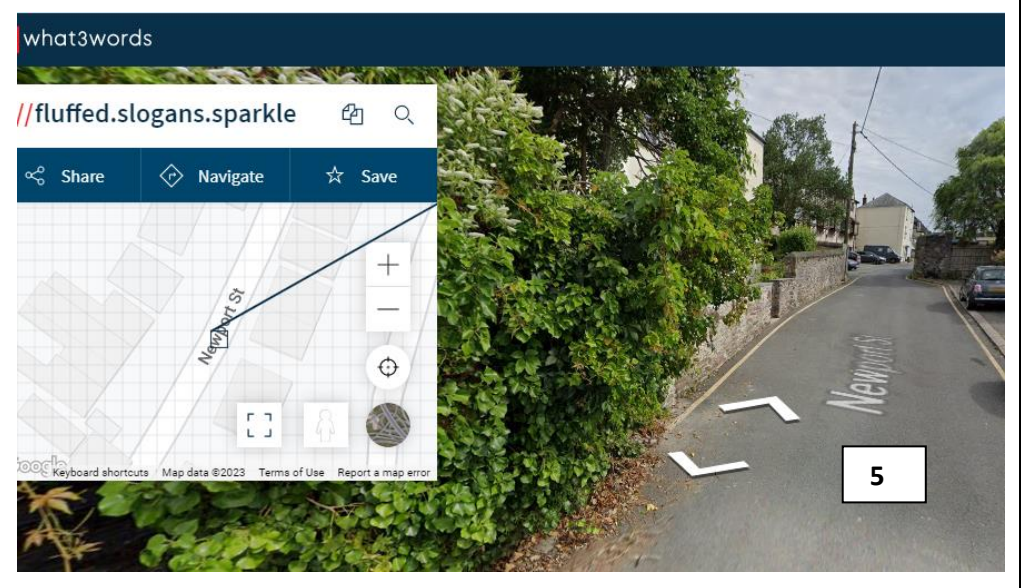 what3words
///fluffed.slogans.sparkle
Share Navigate Save
Newport St
Google
Keyboard shortcuts Map data ©2023 Terms of Use Report a map error
Newport St
5